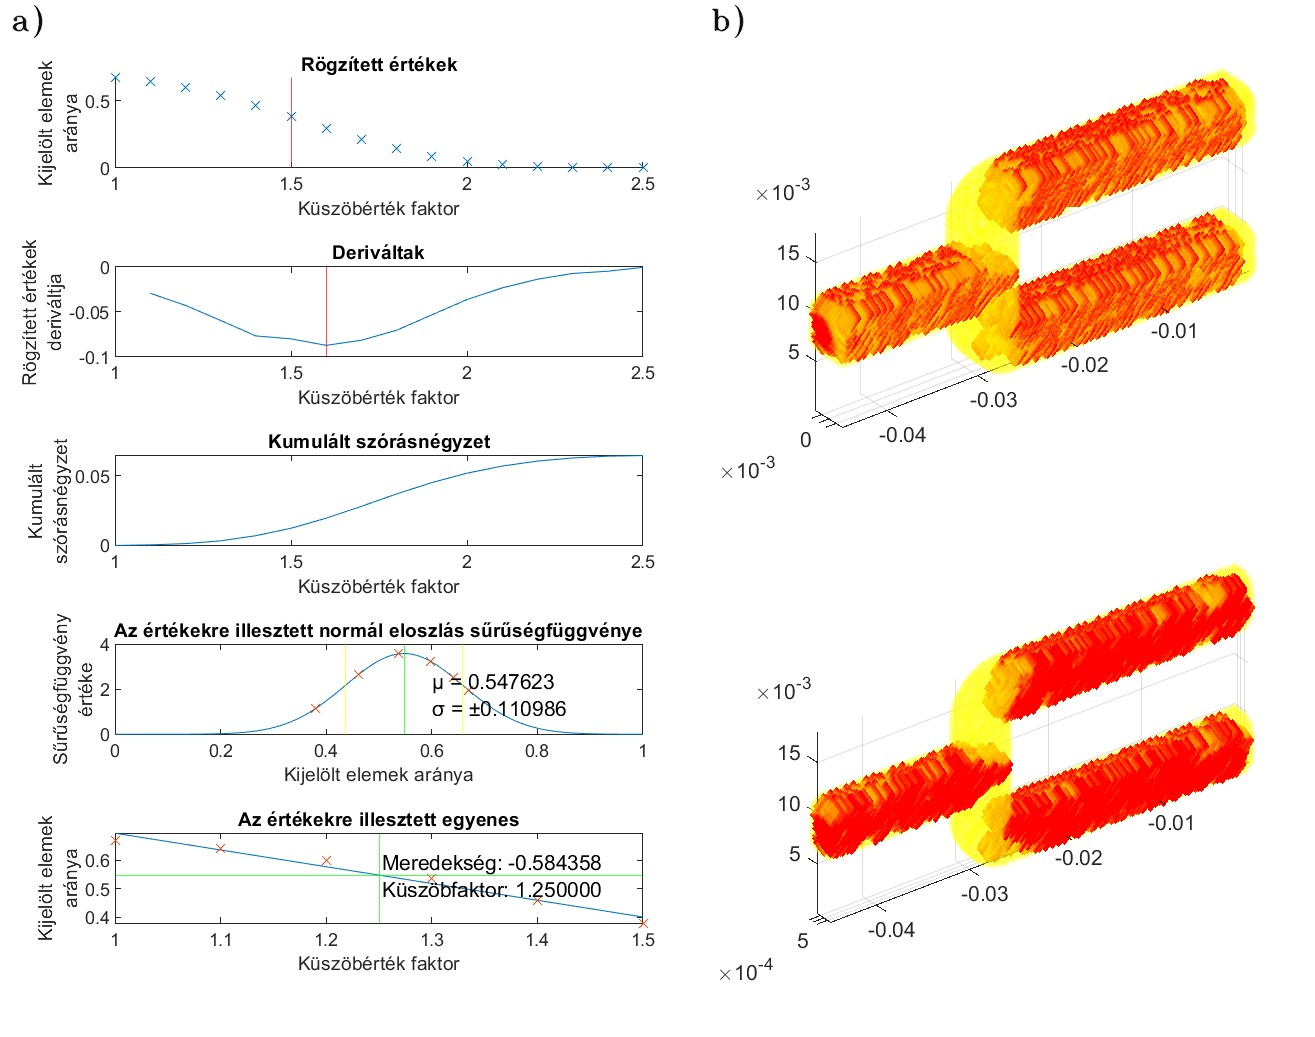 a)
Rögzített értékek
Kijelölt elemek
aránya
0.5
0
1
1.5
2
2.5
Küszöbérték faktor
Deriváltak
Rögzített értékek
deriváltja
0
-0.05
-0.1
1
1.5
2
2.5
Küszöbérték faktor
Kumulált szórásnégyzet
Kumulált
szórásnégyzet
0.05
0
1
1.5
2
2.5
Küszöbérték faktor
Az értékekre illesztett normál eloszlás sűrűségfüggvénye
Sűrűségfüggvény
értéke
4
2
0
μ = 0.547623
σ = ±0.110986
0
0.2
0.4
0.6
0.8
1
Kijelölt elemek aránya
Az értékekre illesztett egyenes
Kijelölt elemek
aránya
0.6
0.5
0.4
Meredekség: -0.584358
Küszöbfaktor: 1.250000
1
1.1
1.2
1.3
1.4
1.5
Küszöbérték faktor
b)
×10-3
15
10
5
0
-0.04
-0.03
-0.02
-0.01
×10-3
×10-3
15
10
5
5
-0.04
-0.03
-0.02
-0.01
×10-4